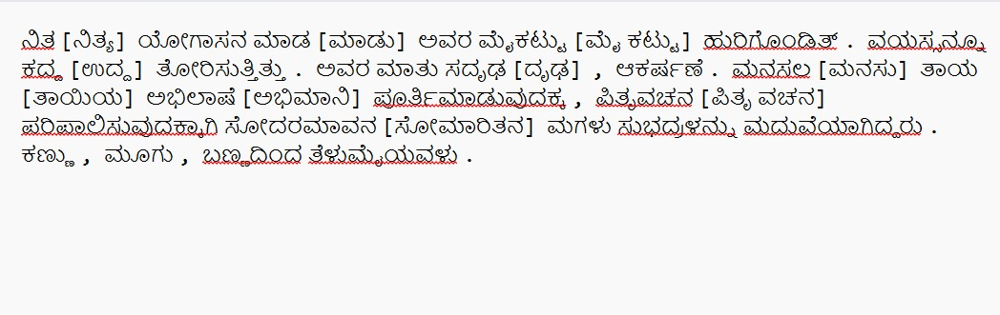 ನಿತ [ನಿತ್ಯ] ಯೋಗಾಸನ ಮಾಡ [ಮಾಡು] ಅವರ ಮೈಕಟ್ಟು [ಮೈ ಕಟ್ಟು] ಹುರಿಗೊಂಡಿತ್ . ವಯಸ್ಸನ್ನೂ
ಕದ್ದ [ಉದ್ದ] ತೋರಿಸುತ್ತಿತ್ತು . ಅವರ ಮಾತು ಸದೃಢ [ದೃಢ] , ಆಕರ್ಷಣೆ . ಮನಸಲ [ಮನಸು] ತಾಯ
[ತಾಯಿಯ] ಅಭಿಲಾಷೆ [ಅಭಿಮಾನಿ] ಪೂರ್ತಿಮಾಡುವುದಕ್ಕ , ಪಿತೃವಚನ [ಪಿತೃ ವಚನ]
ಪರಿಪಾಲಿಸುವುದಕ್ಕಾಗಿ ಸೋದರಮಾವನ [ಸೋಮಾರಿತನ] ಮಗಳು ಸುಭದ್ರಳನ್ನು ಮದುವೆಯಾಗಿದ್ದರು .
ಕಣ್ಣು , ಮೂಗು , ಬಣ್ಣದಿಂದ ತೆಳುಮೈಯವಳು .